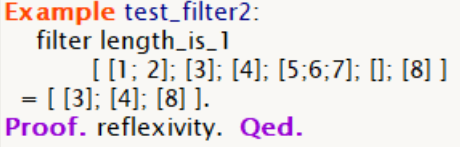 Example test_filter2:
filter length_is_1
[ [1; 2]; [3]; [4]; [5;6;7]; []; [8] ]
= [ [3]; [4]; [8] ].
Proof. reflexivity. Qed.